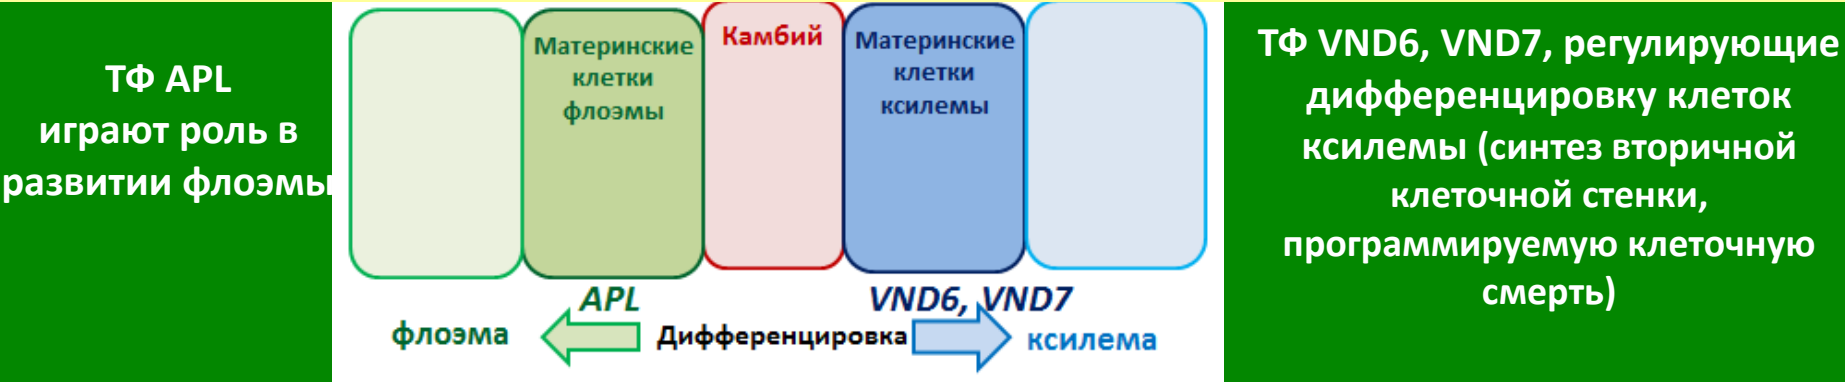 ТФ APL
играют роль в
развитии флоэмы
Материнские
клетки
флоэмы
Камбий
Материнские
клетки
ксилемы
APL
VND6, VND7
флоэма
Дифференцировка
ксилема
ТФ VND6, VND7, регулирующие
дифференцировку клеток
ксилемы (синтез вторичной
клеточной стенки,
программируемую клеточную
смерть)